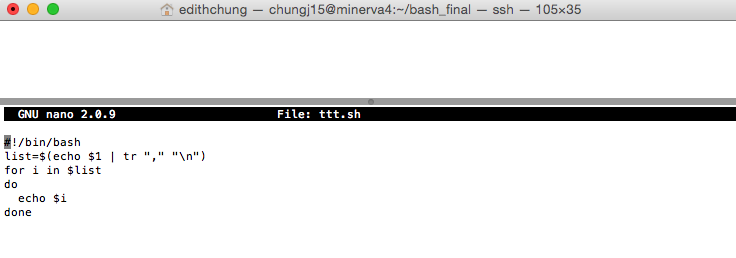 edithchung — chungj15@minerva4:~/bash_final — ssh — 105×35
GNU nano 2.0.9 File: ttt.sh
#!/bin/bash
list=$(echo $1 | tr "," "\n")
for i in $list
do
  echo $i
done